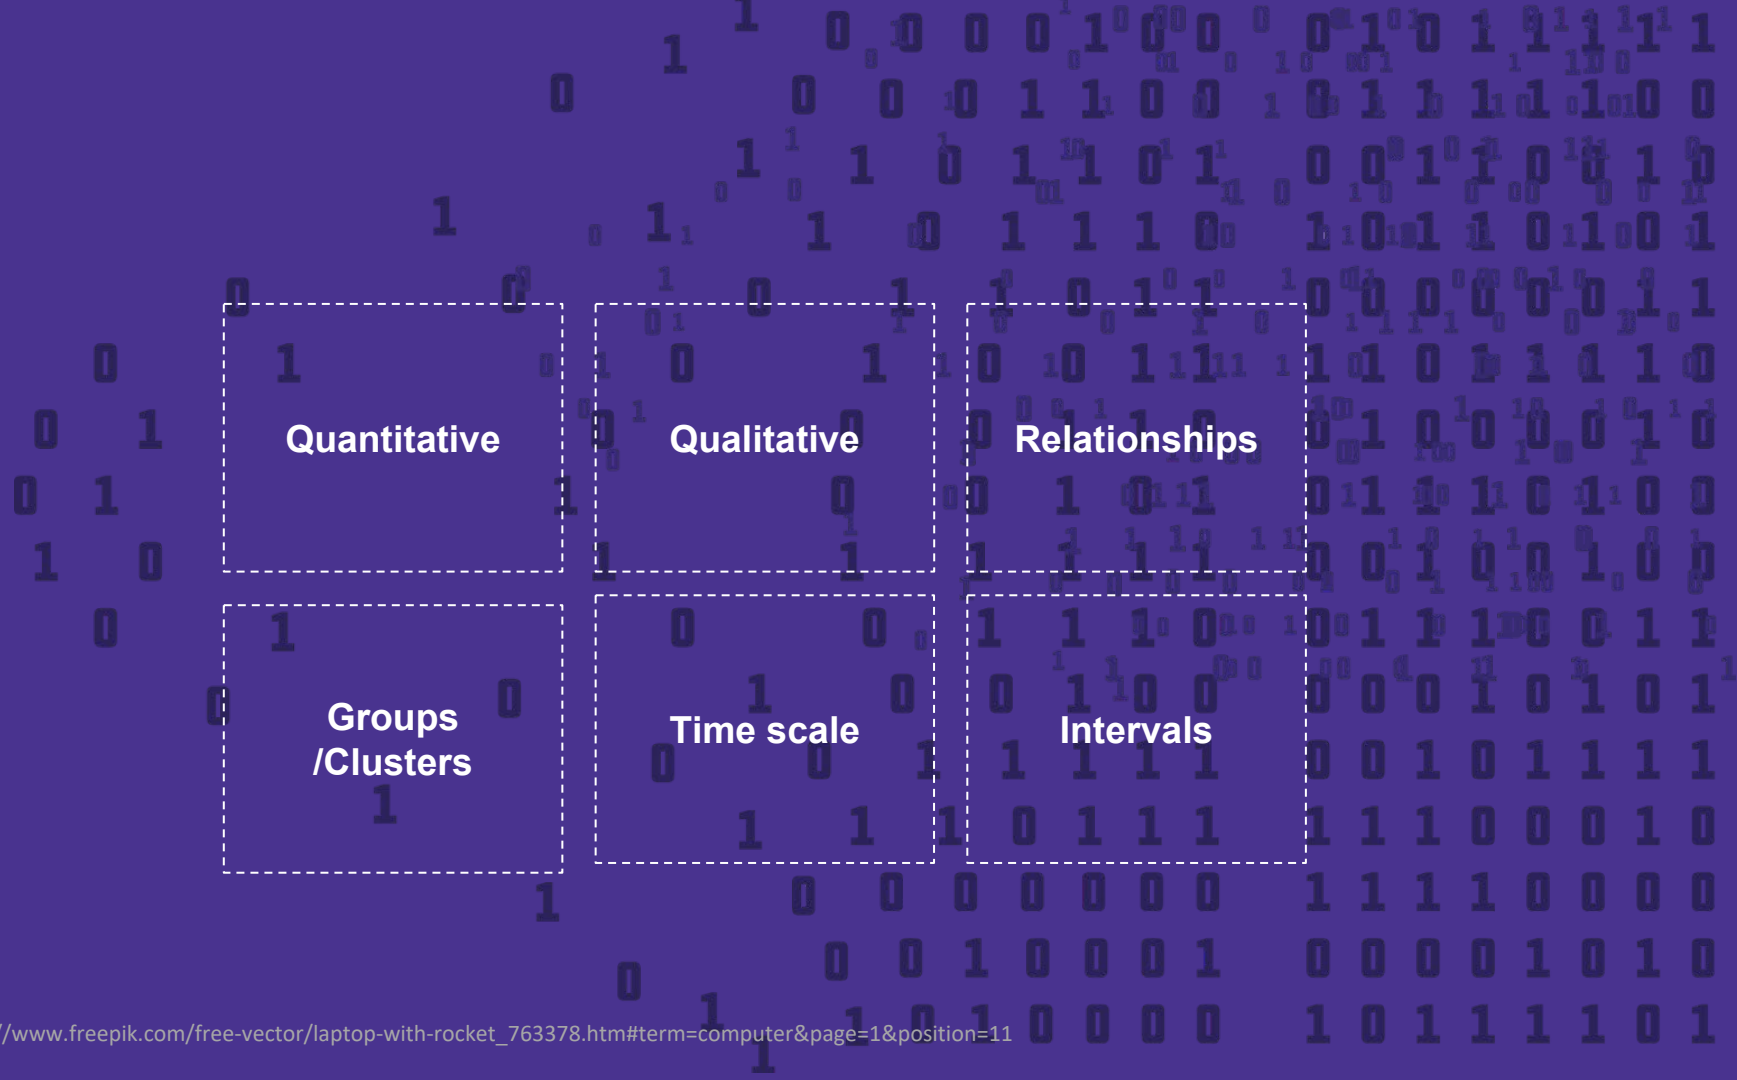 Quantitative
Qualitative
Relationships
Groups
/Clusters
Time scale
Intervals
//www.freepik.com/free-vector/laptop-with-rocket_763378.htm#term=computer&page=1&position=11